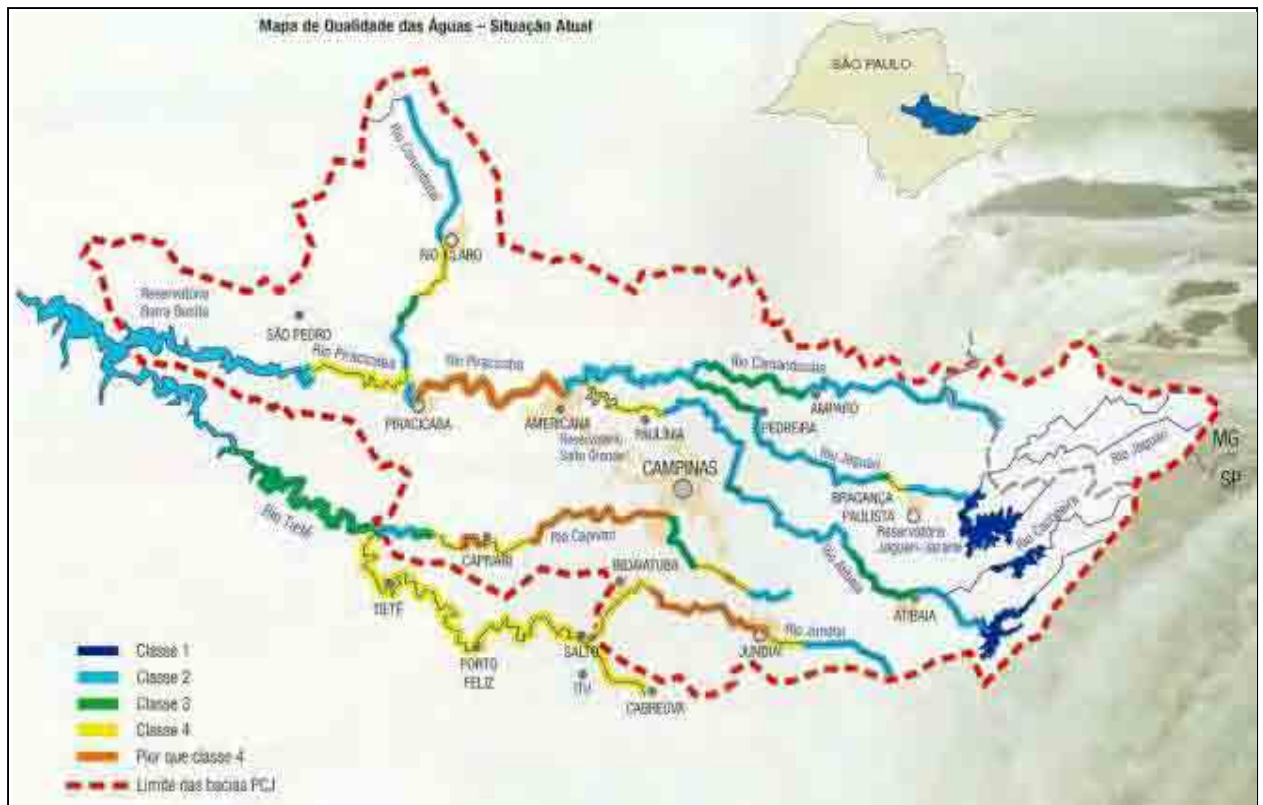 Mapa de Qualidade das Águas – Situação Atual
SÃO PAULO
Rio Corumbataí
RIO CLARO
Reservatório
Barra Bonita
SÃO PEDRO
Rio Piracicaba
Rio Piracicaba
Rio Camanducaia
PIRACICABA
AMERICANA
Reservatório
Salto Grande
PAULÍNIA
PEDREIRA
AMPARO
MG
SP
Rio Jaguari
Rio Jaguari
CAMPINAS
BRAGANÇA
PAULISTA
Reservatório
Jaguari-Jacareí
Rio Cachoeira
Rio Tietê
CAPIVARI
Rio Capivari
Rio Atibaia
INDAIATUBA
TIETÊ
ATIBAIA
Rio Jundiaí
JUNDIAÍ
PORTO
FELIZ
SALTO
ITU
CABREÚVA
Classe 1
Classe 2
Classe 3
Classe 4
Pior que classe 4
Limite das bacias PCJ